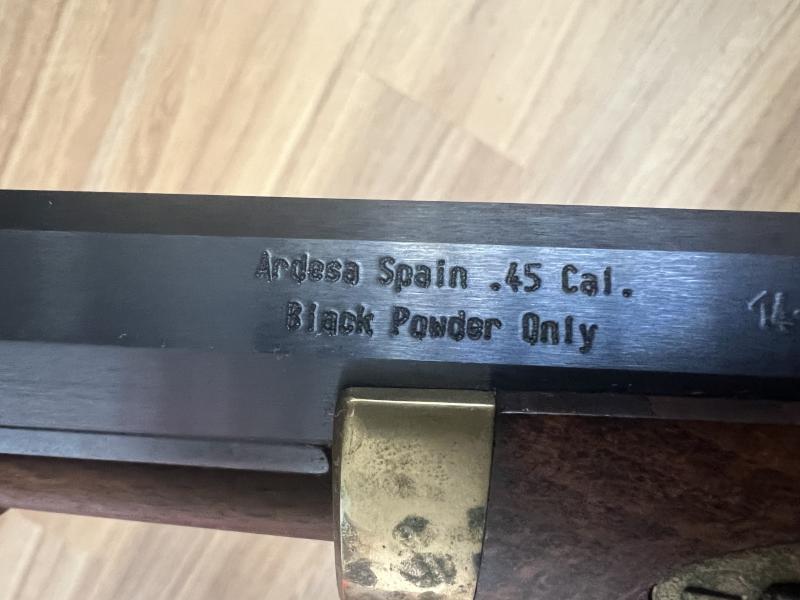 Ardesa Spain .45 Cal.
Black Powder Only